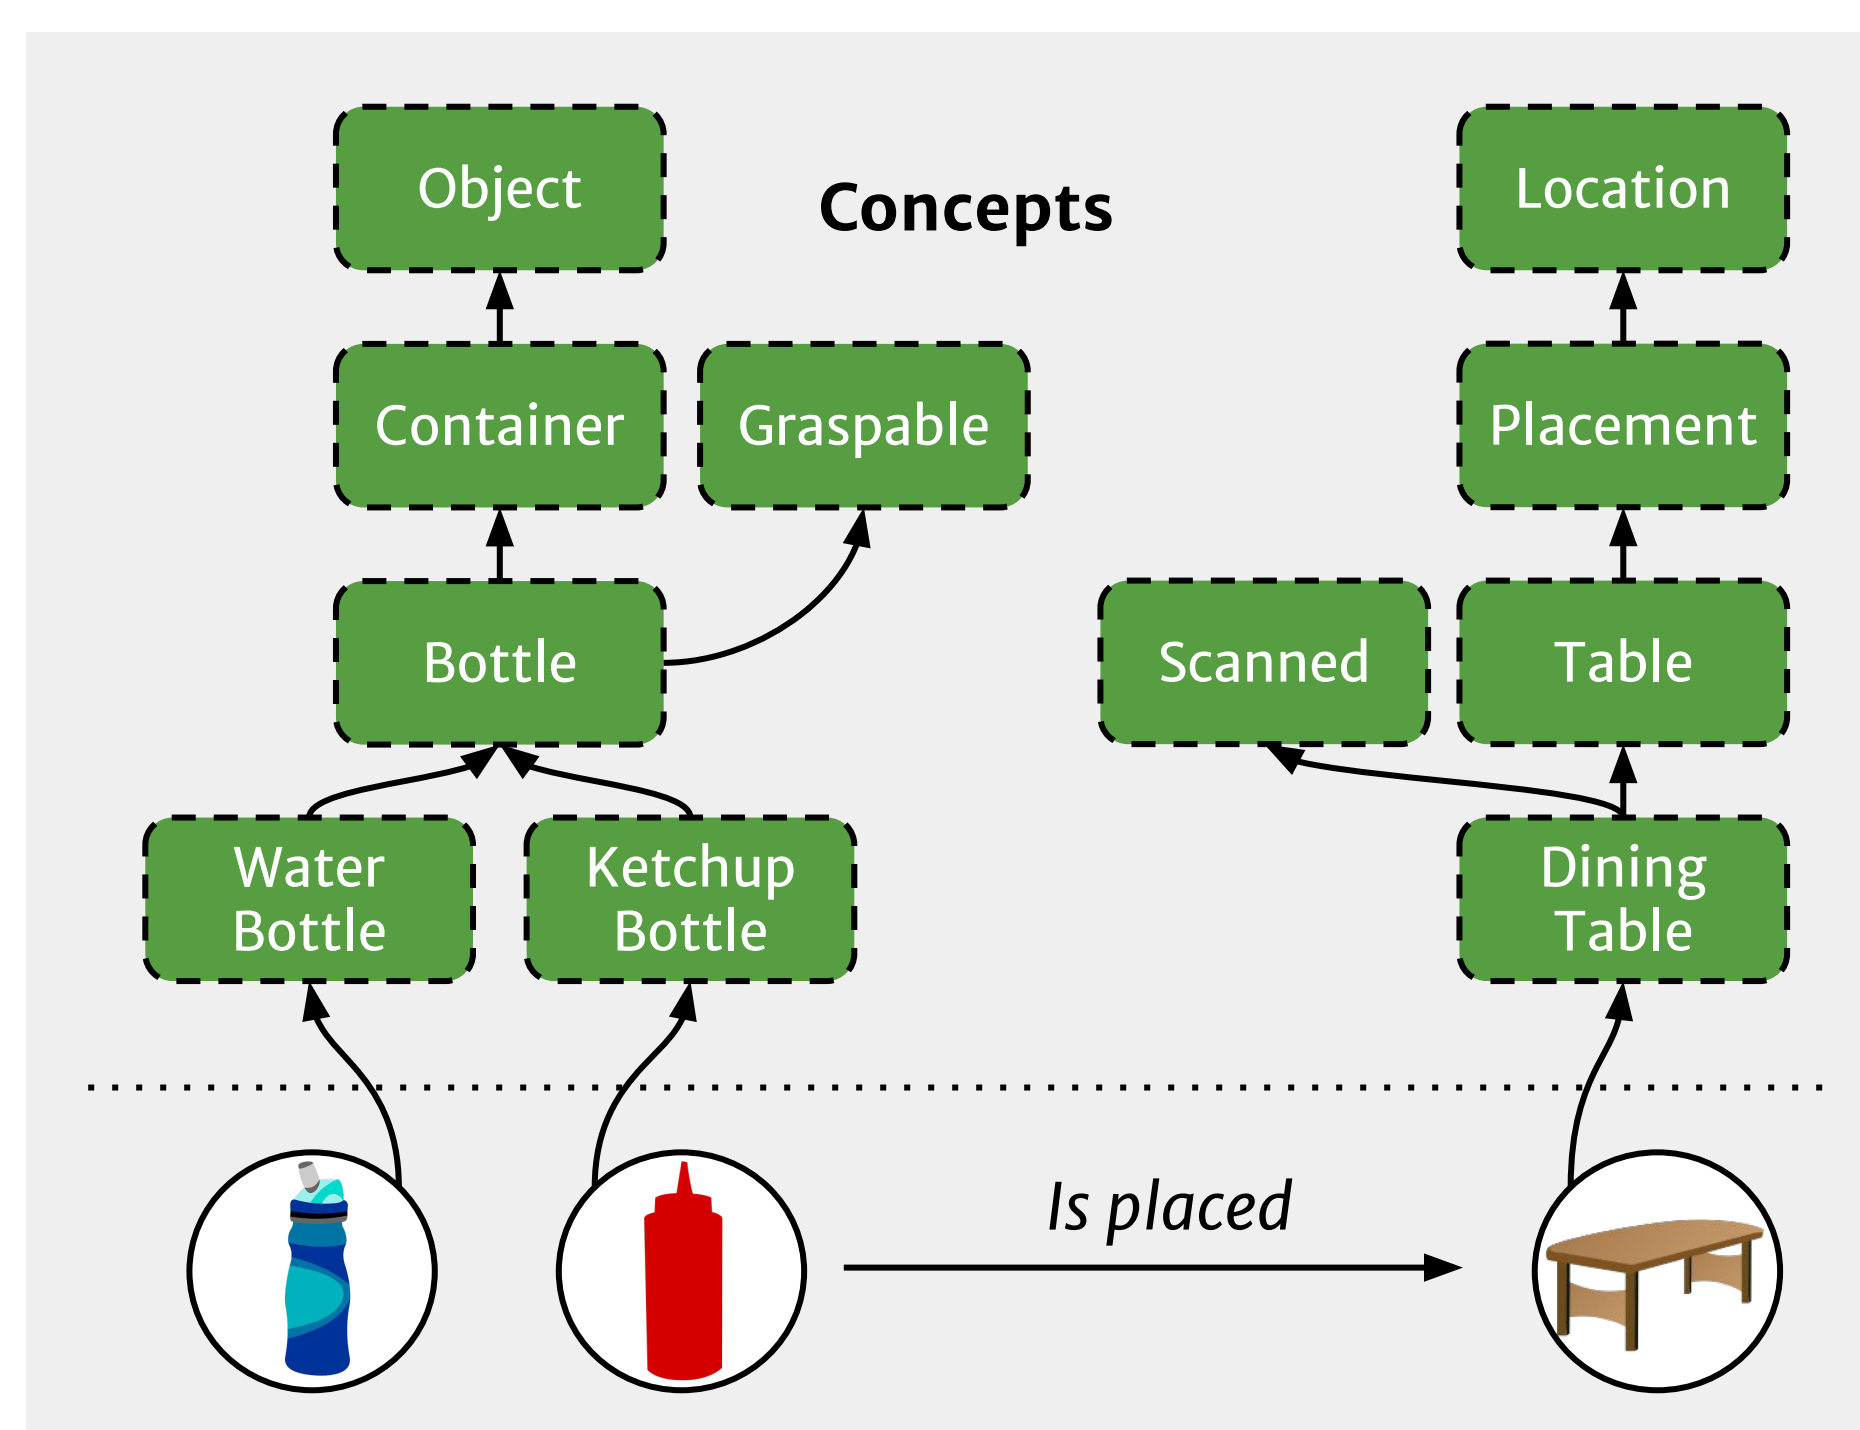 Object
Concepts
Location
Container
Graspable
Placement
Bottle
Scanned
Table
Water
Bottle
Ketchup
Bottle
Dining
Table
Is placed